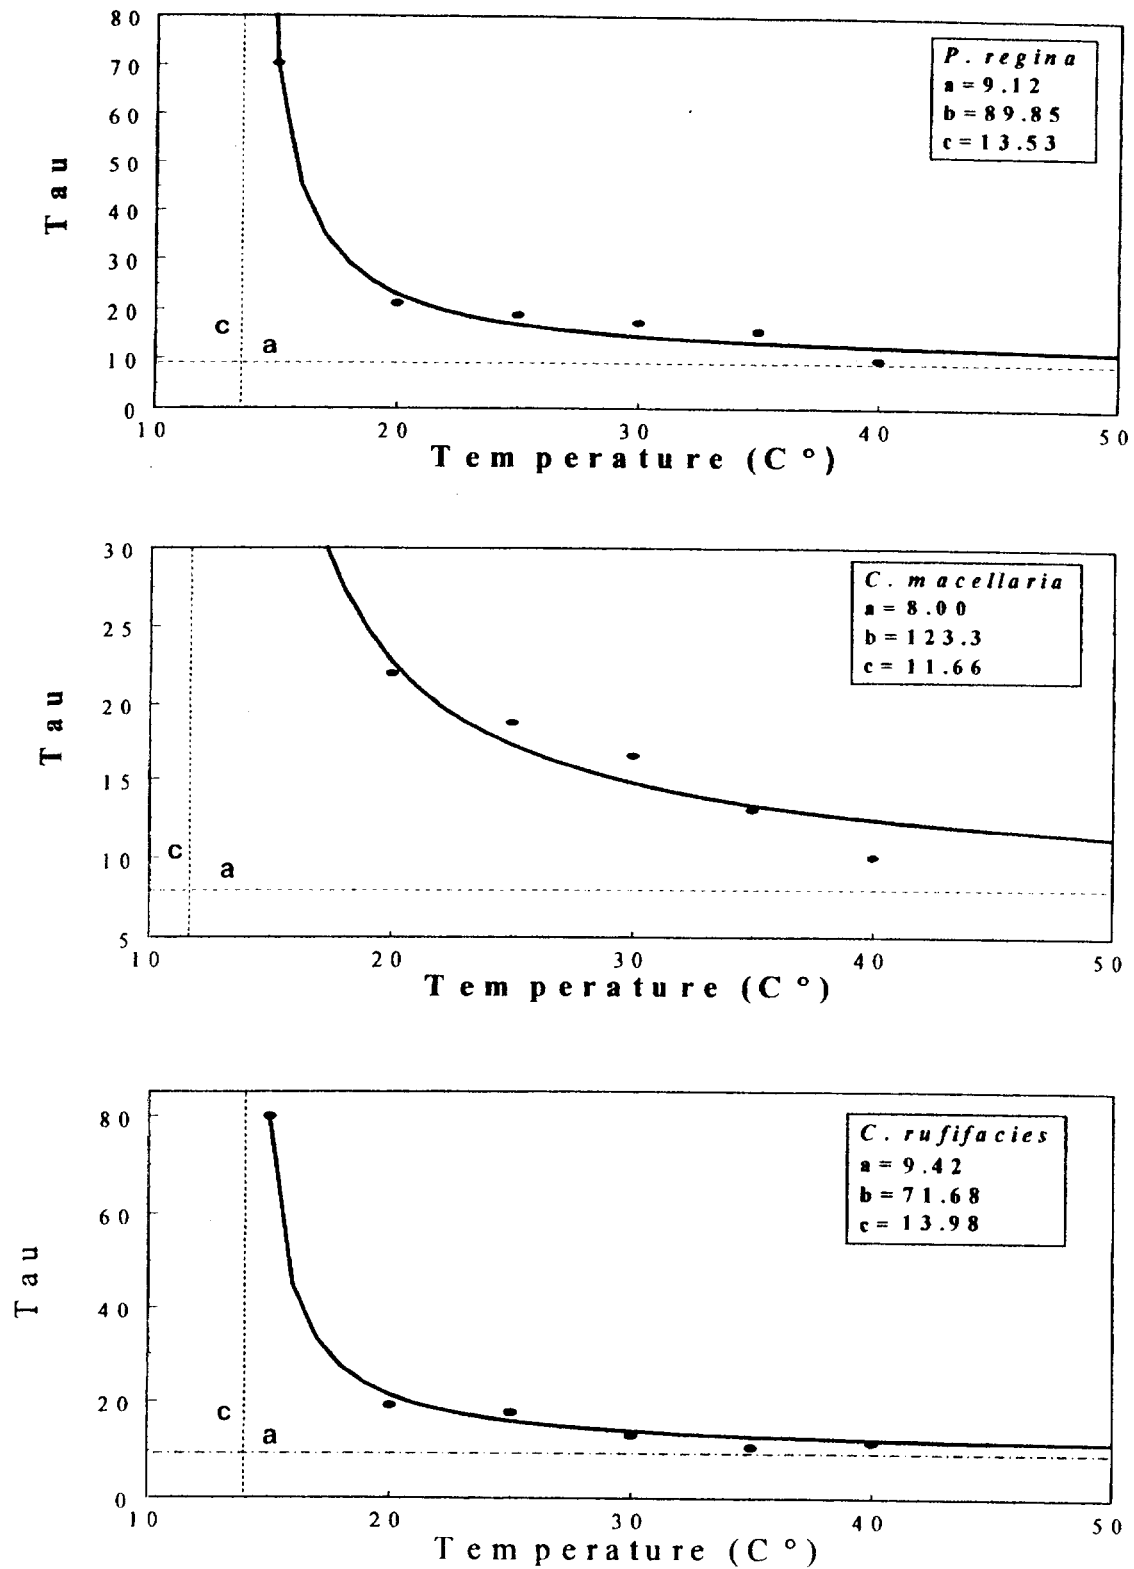 80
70
60
50
40
30
20
10
0
Tau
P. regina
a = 9.12
b = 89.85
c = 13.53
c
a
10 20 30 40 50
Temperature (C°)
30
25
20
15
10
5
Tau
C. macellaria
a = 8.00
b = 123.3
c = 11.66
c
a
10 20 30 40 50
Temperature (C°)
80
60
40
20
0
Tau
C. rufifacies
a = 9.42
b = 71.68
c = 13.98
c
a
10 20 30 40 50
Temperature (C°)